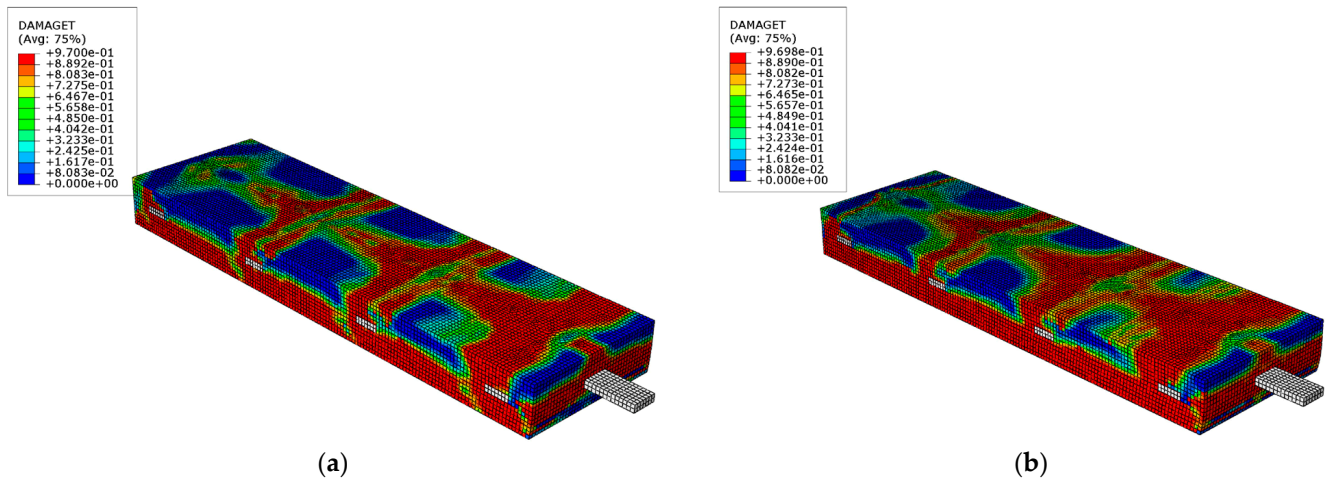 DAMAGET
(Avg: 75%)
+9.700e-01
+8.892e-01
+8.083e-01
+7.275e-01
+6.467e-01
+5.658e-01
+4.850e-01
+4.042e-01
+3.233e-01
+2.425e-01
+1.617e-01
+8.083e-02
+0.000e+00
DAMAGET
(Avg: 75%)
+9.698e-01
+8.890e-01
+8.082e-01
+7.273e-01
+6.465e-01
+5.657e-01
+4.849e-01
+4.041e-01
+3.233e-01
+2.424e-01
+1.616e-01
+8.082e-02
+0.000e+00
(a)
(b)